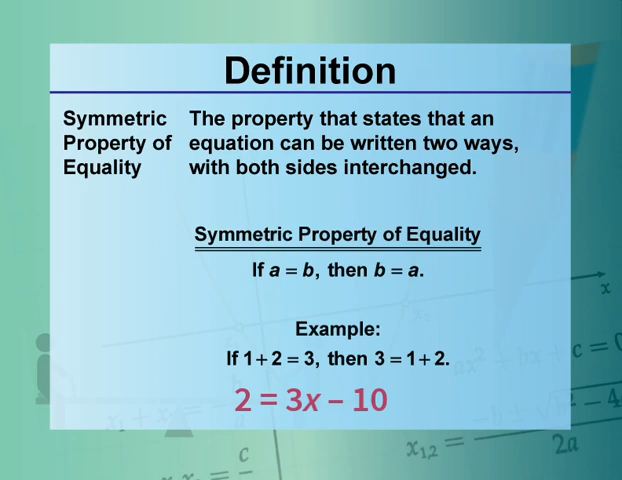 Definition
Symmetric Property of Equality
The property that states that an equation can be written two ways, with both sides interchanged.
Symmetric Property of Equality
If a = b, then b = a.
Example:
If 1 + 2 = 3, then 3 = 1 + 2.
2 = 3x – 10
x
c = 0
x₁,₂ =
2a
c